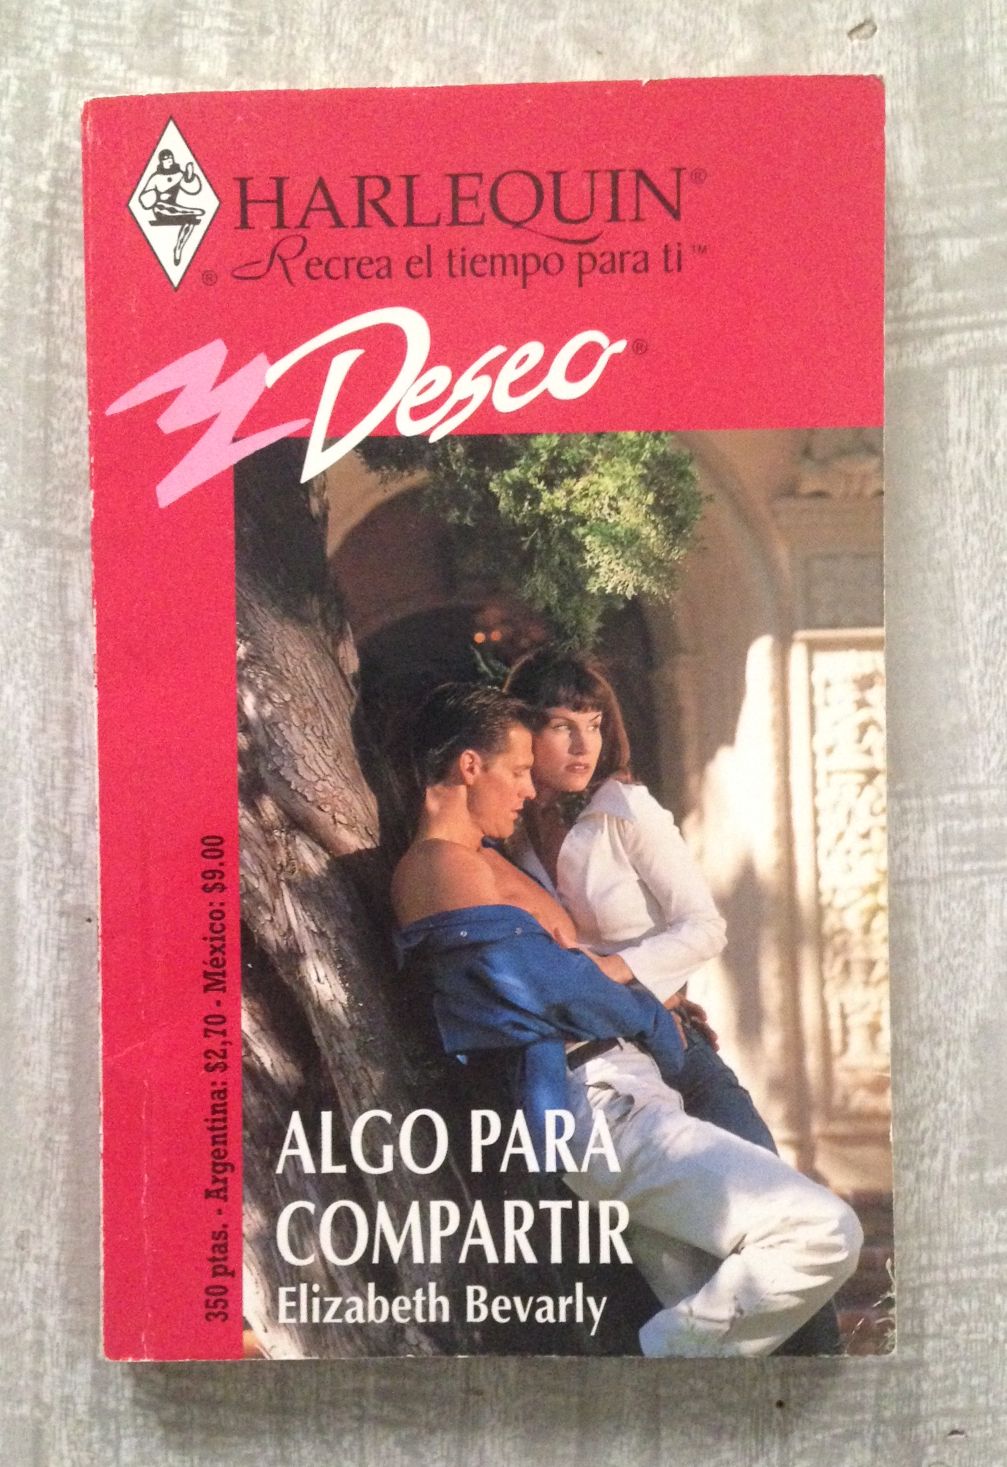 HARLEQUIN®
Recrea el tiempo para ti™
®
Deseo®
350 ptas. - Argentina: $2,70 - México: $9.00
ALGO PARA
COMPARTIR
Elizabeth Bevarly